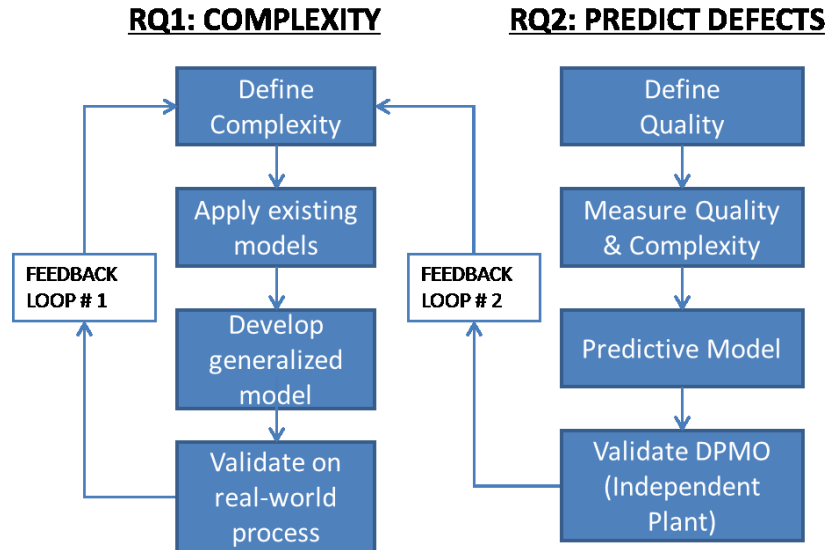 RQ1: COMPLEXITY
Define
Complexity
Apply existing
models
Develop
generalized
model
Validate on
real-world
process
FEEDBACK
LOOP # 1
RQ2: PREDICT DEFECTS
Define
Quality
Measure Quality
& Complexity
Predictive Model
Validate DPMO
(Independent
Plant)
FEEDBACK
LOOP # 2